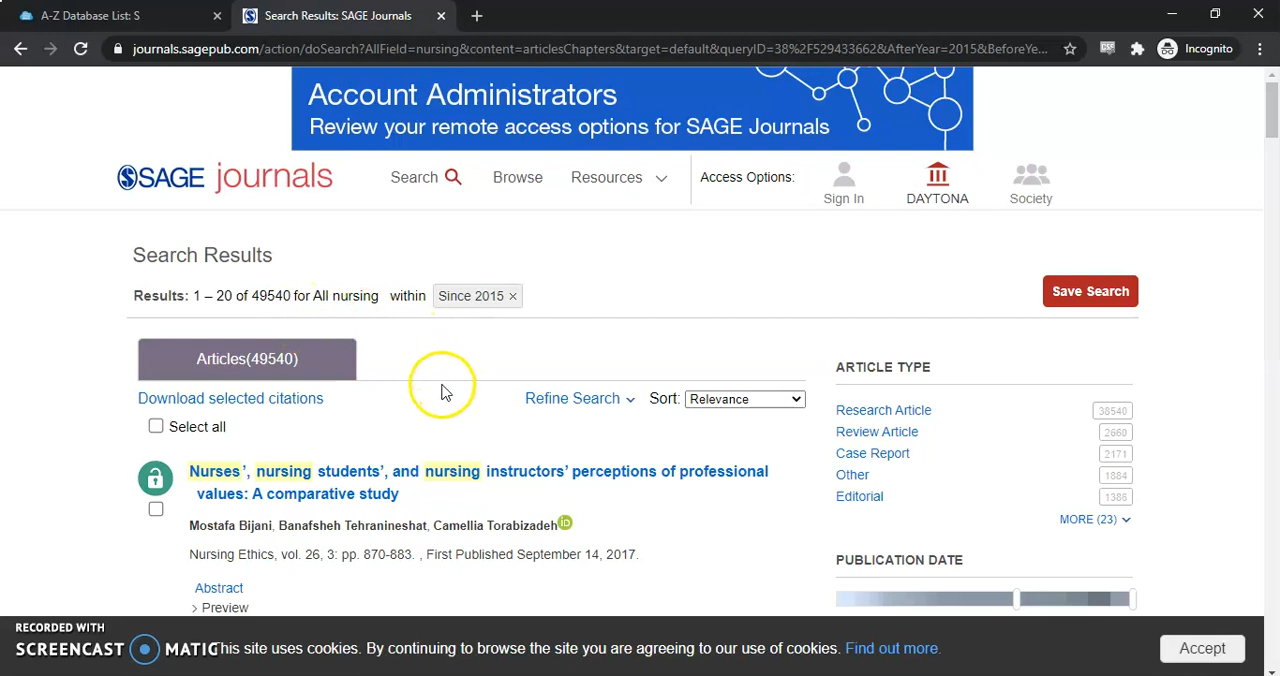 A-Z Database List: S
Search Results: SAGE Journals
journals.sagepub.com/action/doSearch?AllField=nursing&content=articlesChapters&target=default&queryID=38%2F529433662&AfterYear=2015&BeforeYe...
Incognito
Account Administrators
Review your remote access options for SAGE Journals
SAGE journals
Search
Browse
Resources
Access Options:
Sign In
DAYTONA
Society
Search Results
Results: 1 – 20 of 49540 for All nursing within Since 2015 ×
Save Search
Articles(49540)
Download selected citations
Refine Search
Sort: Relevance
Select all
Nurses', nursing students', and nursing instructors' perceptions of professional
values: A comparative study
Mostafa Bijani, Banafsheh Tehranineshat, Camellia Torabizadeh iD
Nursing Ethics, vol. 26, 3: pp. 870-883. , First Published September 14, 2017.
Abstract
> Preview
ARTICLE TYPE
Research Article 38540
Review Article 2660
Case Report 2171
Other 1884
Editorial 1386
MORE (23)
PUBLICATION DATE
RECORDED WITH
SCREENCAST MATIC
This site uses cookies. By continuing to browse the site you are agreeing to our use of cookies. Find out more.
Accept